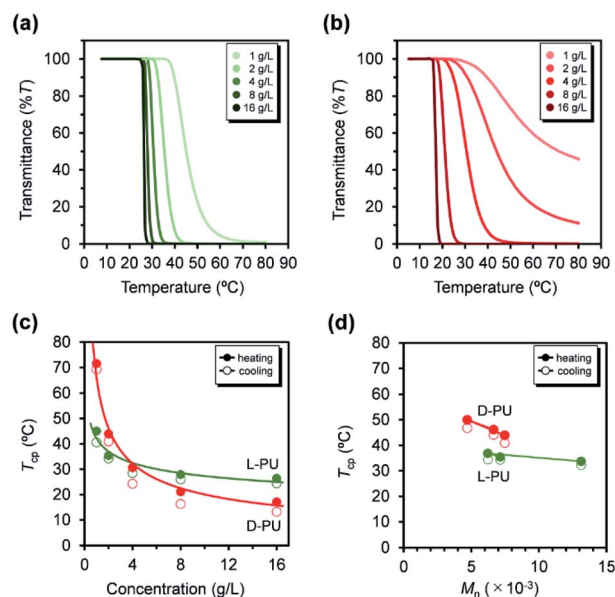 (a)
100
80
60
40
20
0
Transmittance (%T)
0 10 20 30 40 50 60 70 80 90
Temperature (ºC)
1 g/L
2 g/L
4 g/L
8 g/L
16 g/L
(b)
100
80
60
40
20
0
Transmittance (%T)
0 10 20 30 40 50 60 70 80 90
Temperature (ºC)
1 g/L
2 g/L
4 g/L
8 g/L
16 g/L
(c)
80
70
60
50
40
30
20
10
0
Tcp (ºC)
heating
cooling
L-PU
D-PU
0 2 4 6 8 10 12 14 16
Concentration (g/L)
(d)
80
70
60
50
40
30
20
10
0
Tcp (ºC)
heating
cooling
D-PU
L-PU
0 5 10 15
Mn (× 10⁻³)